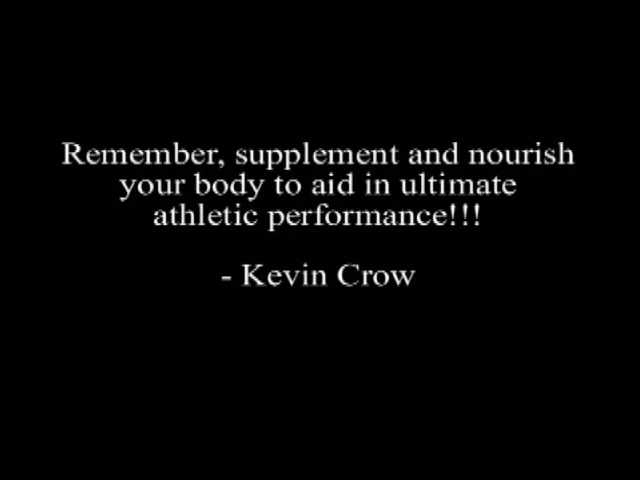 Remember, supplement and nourish
your body to aid in ultimate
athletic performance!!!
- Kevin Crow